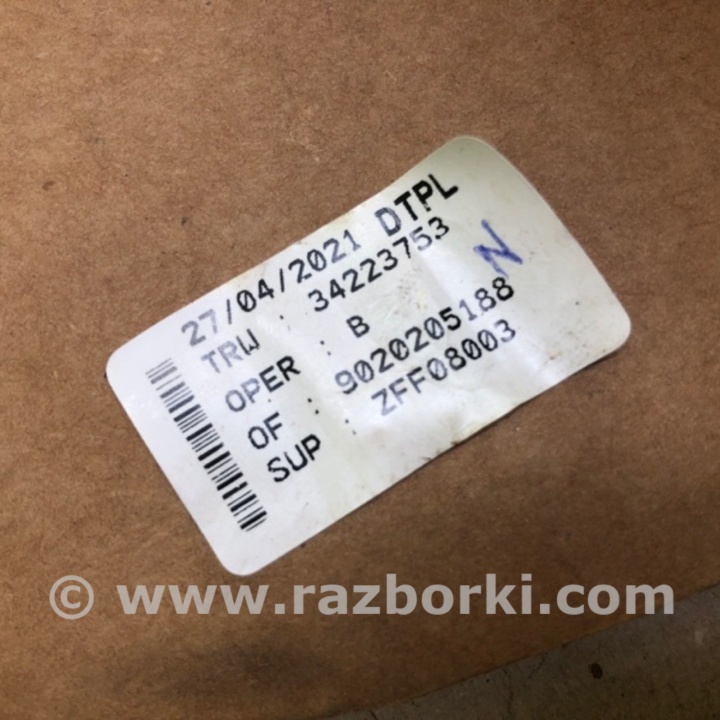 27/04/2021 DTPL
TRW : 34223753
OPER : B
OF : 9020205188
SUP : ZFF08003
N
© www.razborki.com